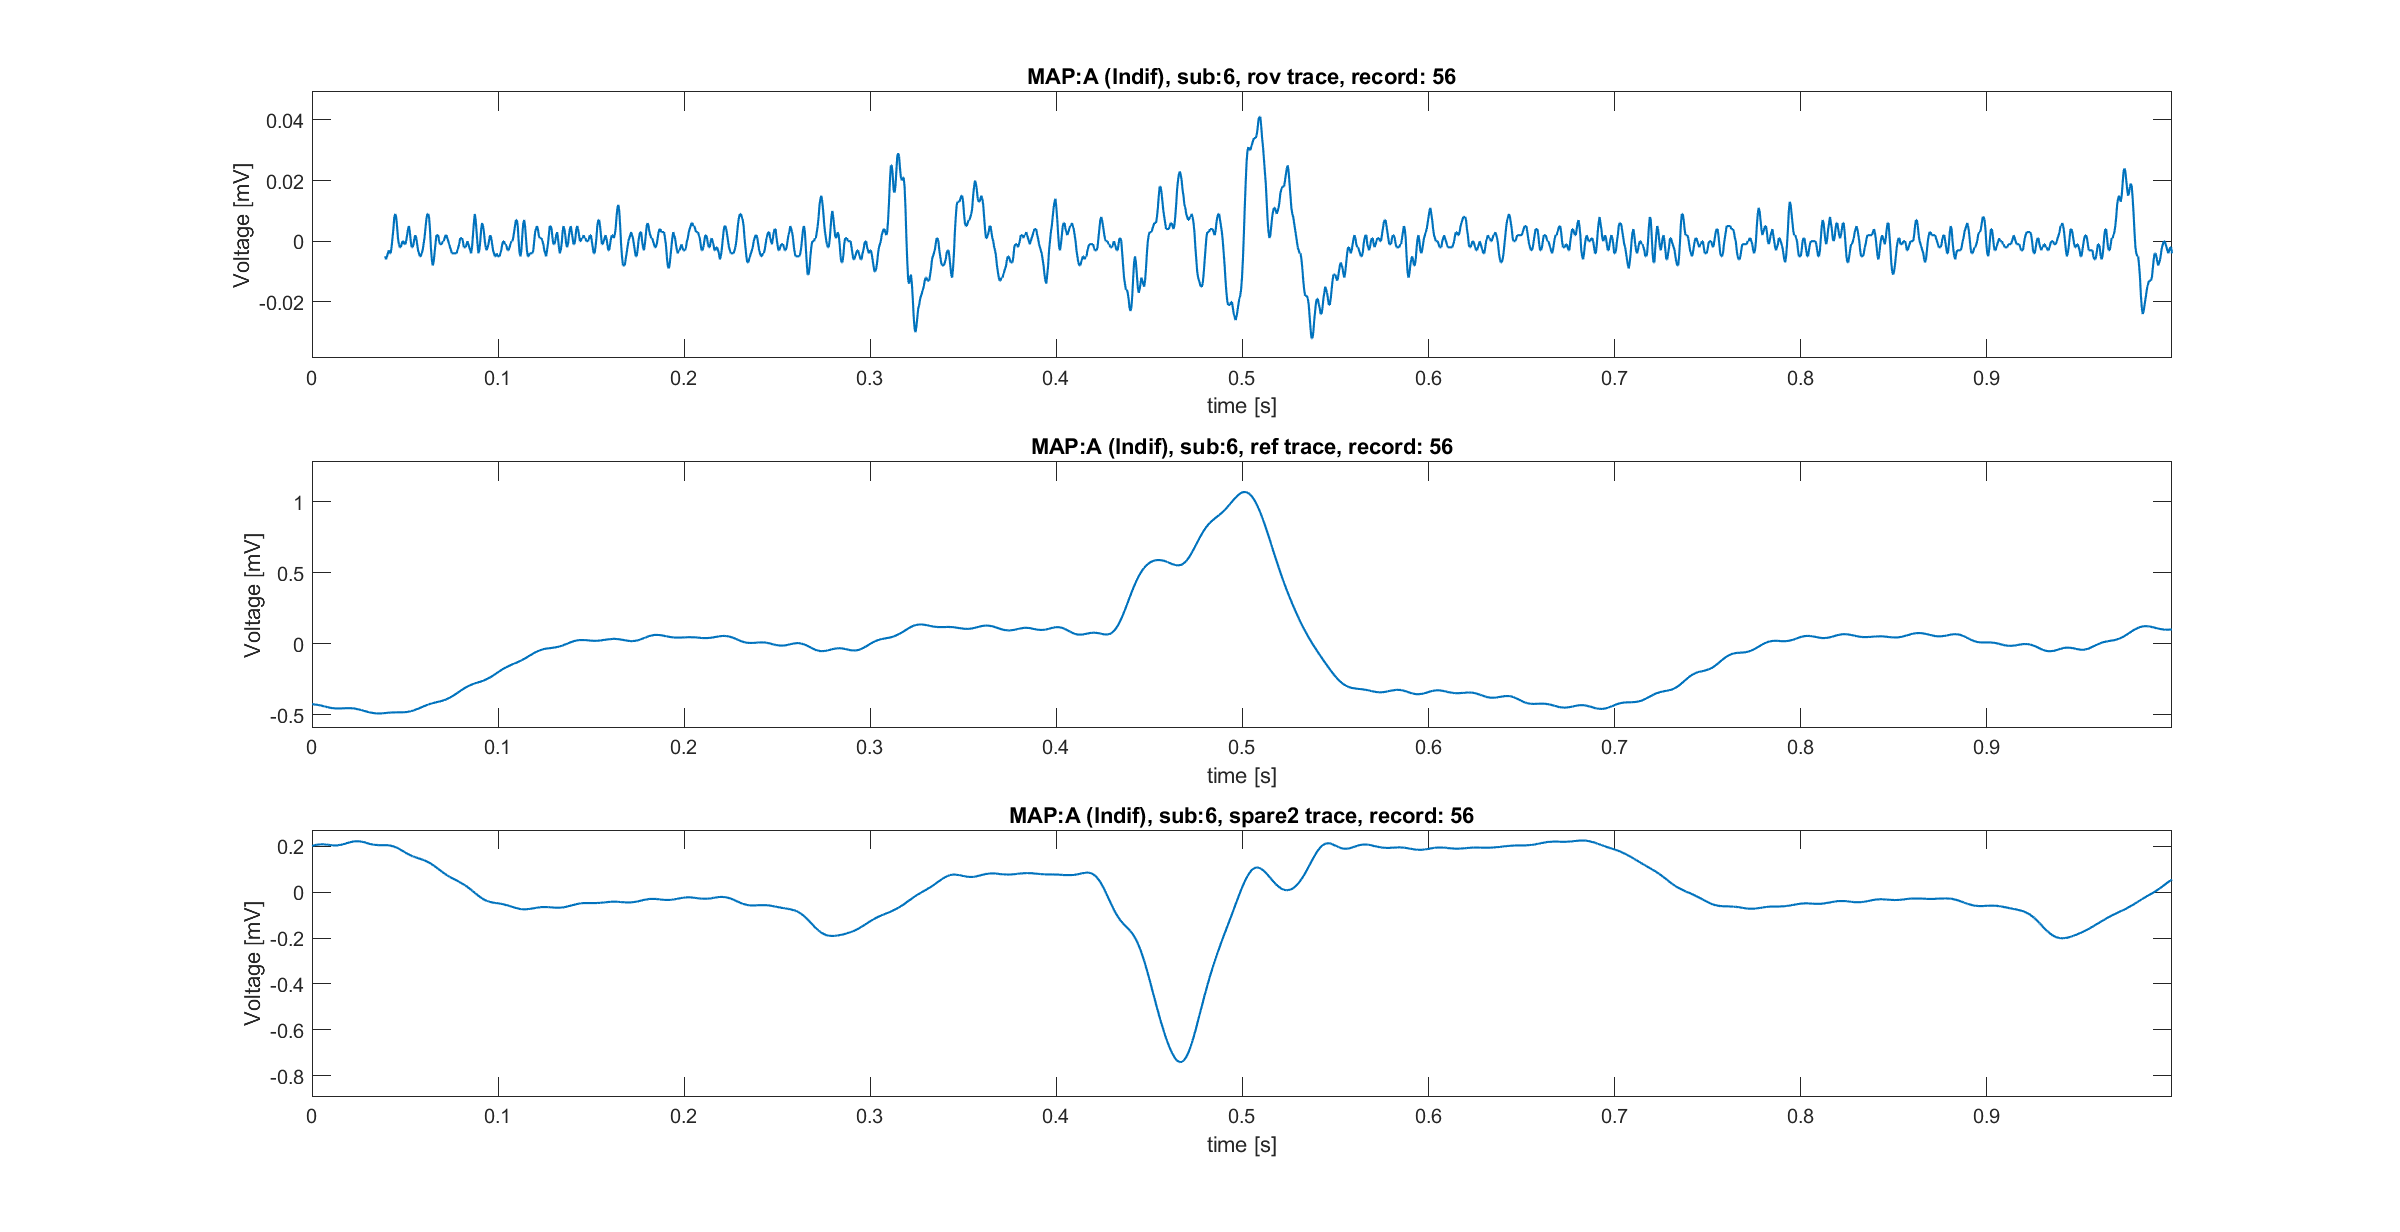 MAP:A (Indif), sub:6, rov trace, record: 56
Voltage [mV]
0.04
0.02
0
-0.02
0 0.1 0.2 0.3 0.4 0.5 0.6 0.7 0.8 0.9
time [s]
MAP:A (Indif), sub:6, ref trace, record: 56
Voltage [mV]
1
0.5
0
-0.5
0 0.1 0.2 0.3 0.4 0.5 0.6 0.7 0.8 0.9
time [s]
MAP:A (Indif), sub:6, spare2 trace, record: 56
Voltage [mV]
0.2
0
-0.2
-0.4
-0.6
-0.8
0 0.1 0.2 0.3 0.4 0.5 0.6 0.7 0.8 0.9
time [s]